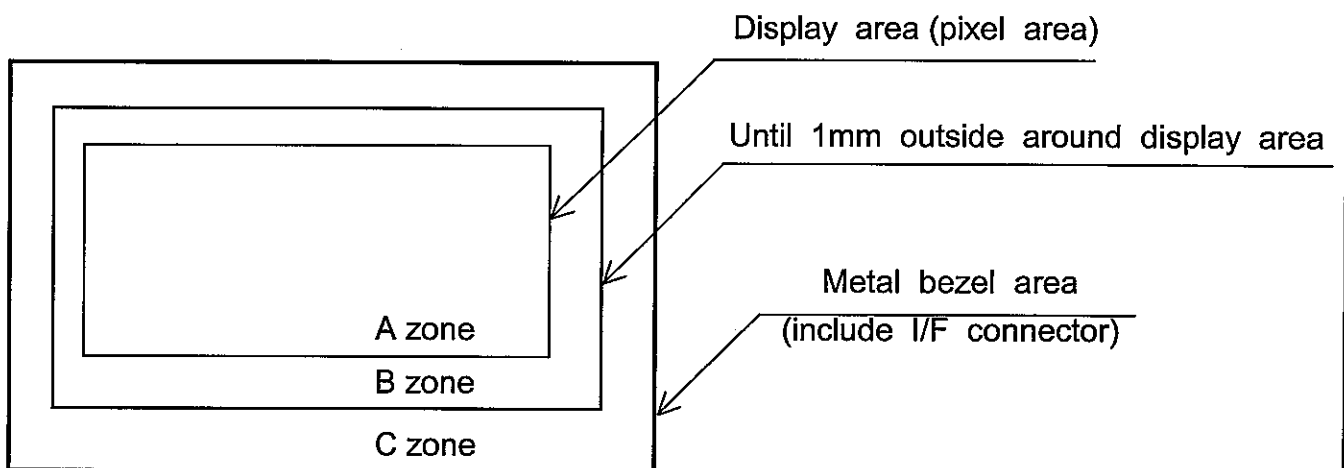 Display area (pixel area)
Until 1mm outside around display area
Metal bezel area
(include I/F connector)
A zone
B zone
C zone